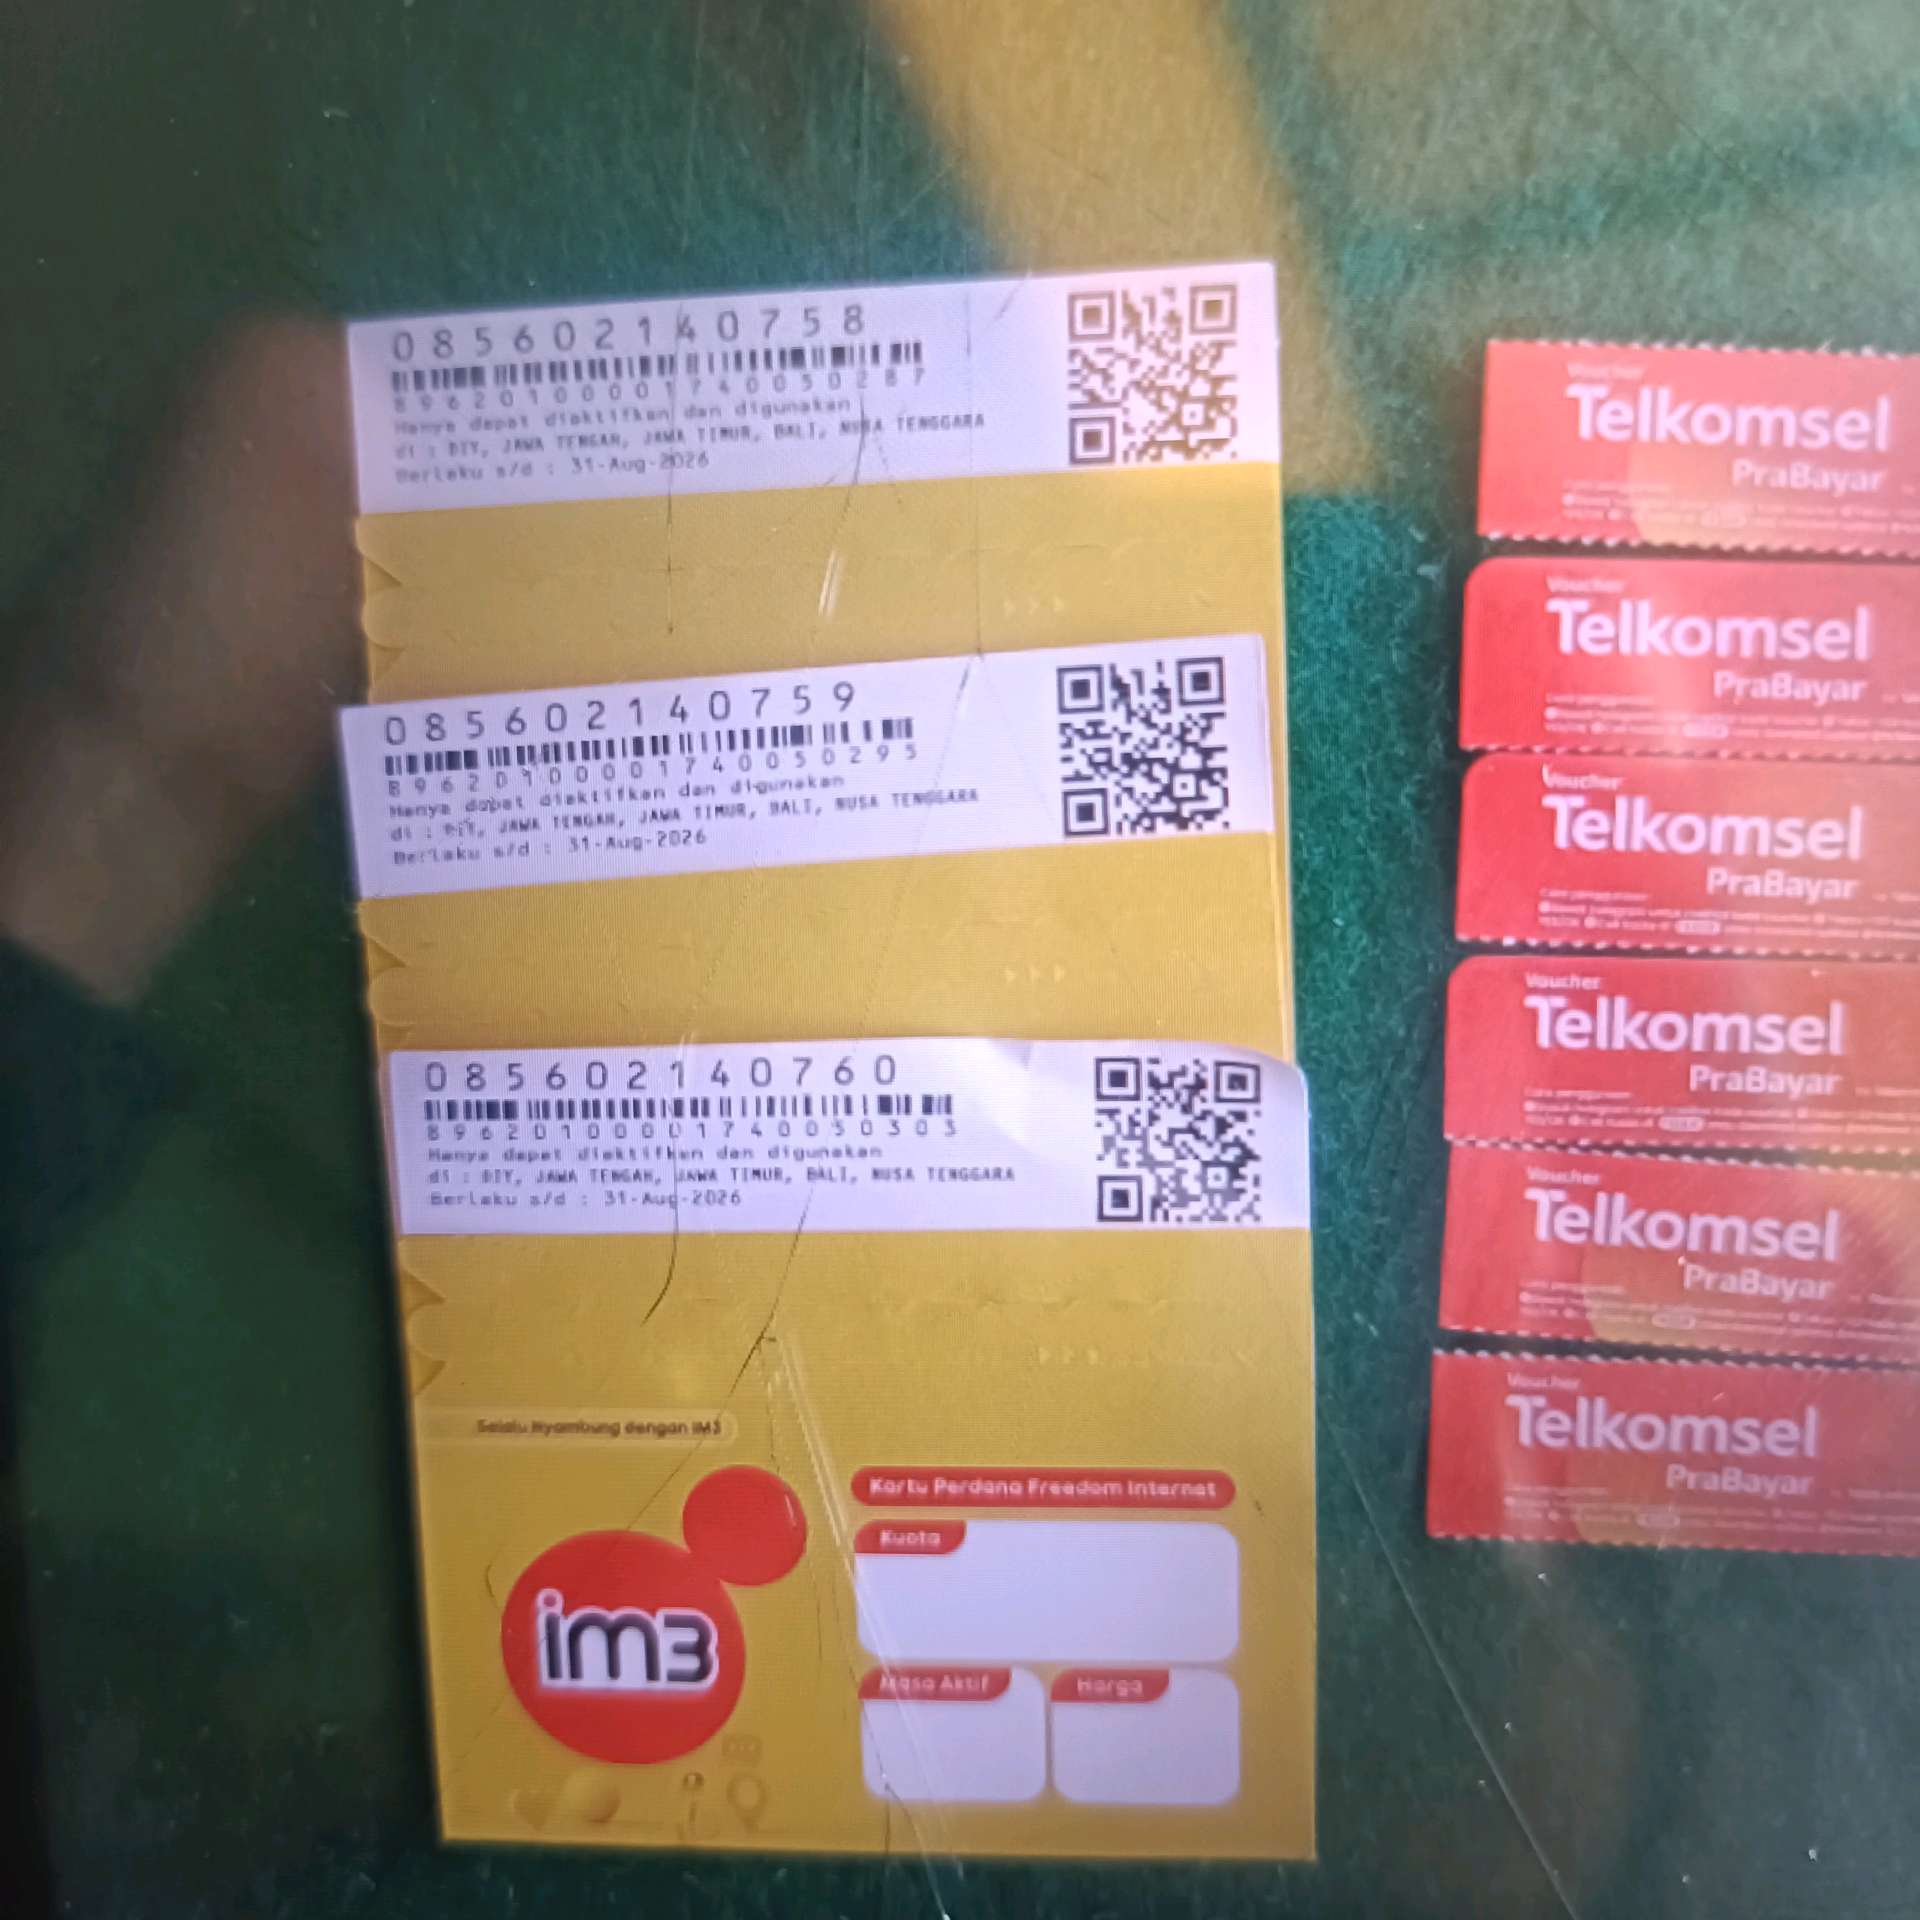 085602140758
89620100001740050287
Hanya dapat diaktifkan dan digunakan
di : DIY, JAWA TENGAH, JAWA TIMUR, BALI, NUSA TENGGARA
Berlaku s/d : 31-Aug-2026
085602140759
89620100001740050295
Hanya dapat diaktifkan dan digunakan
di : DIY, JAWA TENGAH, JAWA TIMUR, BALI, NUSA TENGGARA
Berlaku s/d : 31-Aug-2026
085602140760
89620100001740050303
Hanya dapat diaktifkan dan digunakan
di : DIY, JAWA TENGAH, JAWA TIMUR, BALI, NUSA TENGGARA
Berlaku s/d : 31-Aug-2026
Selalu Nyambung dengan IM3
im3
Kartu Perdana Freedom Internet
Kuota
Masa Aktif
Harga
Voucher
Telkomsel
PraBayar
Voucher
Telkomsel
PraBayar
Voucher
Telkomsel
PraBayar
Voucher
Telkomsel
PraBayar
Voucher
Telkomsel
PraBayar
Voucher
Telkomsel
PraBayar